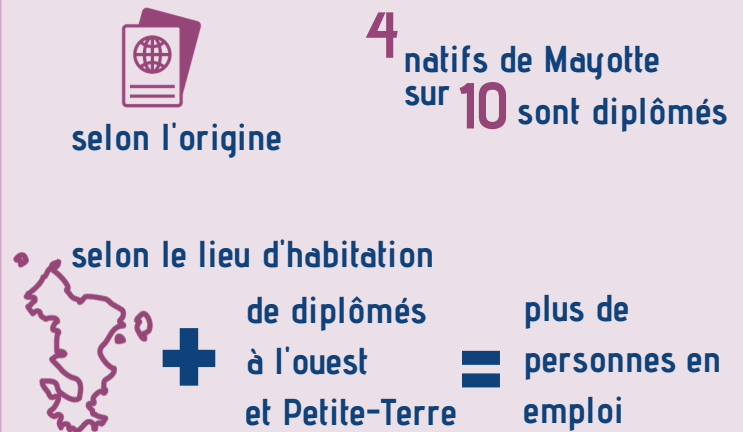 selon l'origine
4 natifs de Mayotte
sur 10 sont diplômés
selon le lieu d'habitation
+ de diplômés
à l'ouest
et Petite-Terre
=
plus de
personnes en
emploi